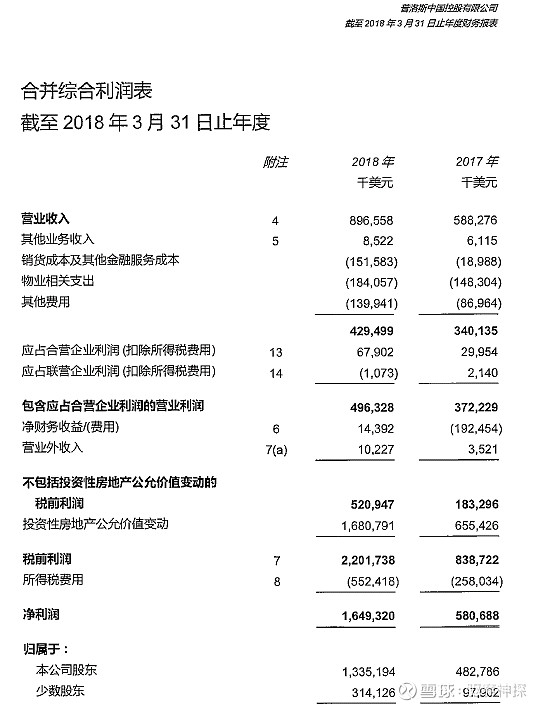 普洛斯中国控股有限公司
截至 2018 年 3 月 31 日止年度财务报表
合并综合利润表
截至 2018 年 3 月 31 日止年度
附注 2018 年 2017 年
千美元 千美元
营业收入 4 896,558 588,276
其他业务收入 5 8,522 6,115
销货成本及其他金融服务成本 (151,583) (18,988)
物业相关支出 (184,057) (148,304)
其他费用 (139,941) (86,964)
429,499 340,135
应占合营企业利润 (扣除所得税费用) 13 67,902 29,954
应占联营企业利润 (扣除所得税费用) 14 (1,073) 2,140
包含应占合营企业利润的营业利润 496,328 372,229
净财务收益/(费用) 6 14,392 (192,454)
营业外收入 7(a) 10,227 3,521
不包括投资性房地产公允价值变动的
税前利润 520,947 183,296
投资性房地产公允价值变动 1,680,791 655,426
税前利润 7 2,201,738 838,722
所得税费用 8 (552,418) (258,034)
净利润 1,649,320 580,688
归属于：
本公司股东 1,335,194 482,786
少数股东 314,126 97,902
雪球